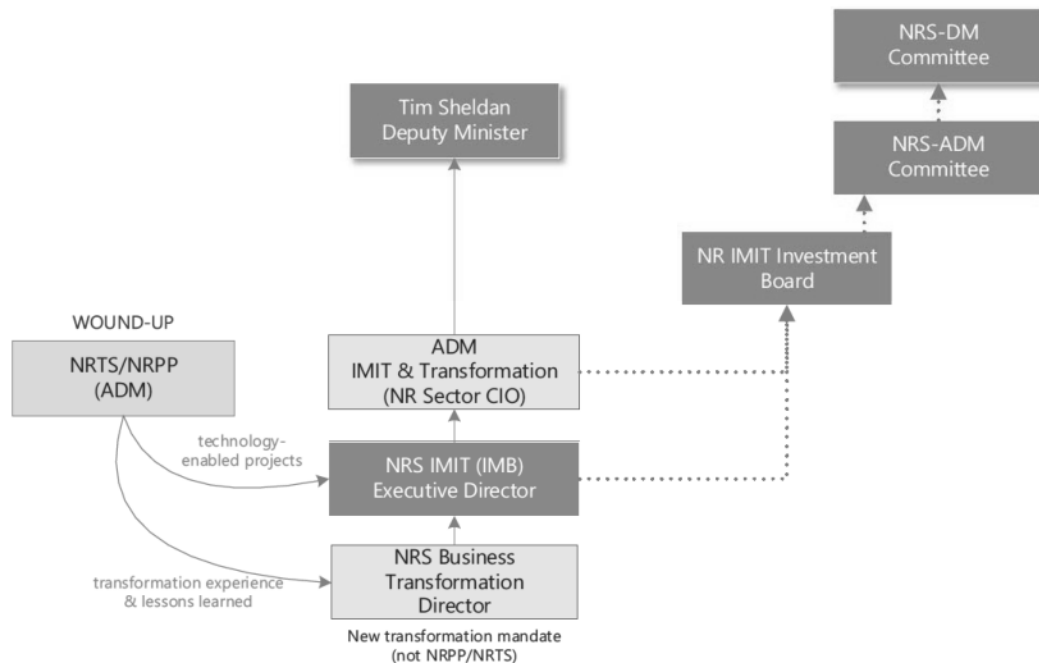 NRS-DM
Committee
Tim Sheldan
Deputy Minister
NRS-ADM
Committee
NR IMIT Investment
Board
WOUND-UP
NRTS/NRPP
(ADM)
ADM
IMIT & Transformation
(NR Sector CIO)
technology-
enabled projects
NRS IMIT (IMB)
Executive Director
transformation experience
& lessons learned
NRS Business
Transformation
Director
New transformation mandate
(not NRPP/NRTS)